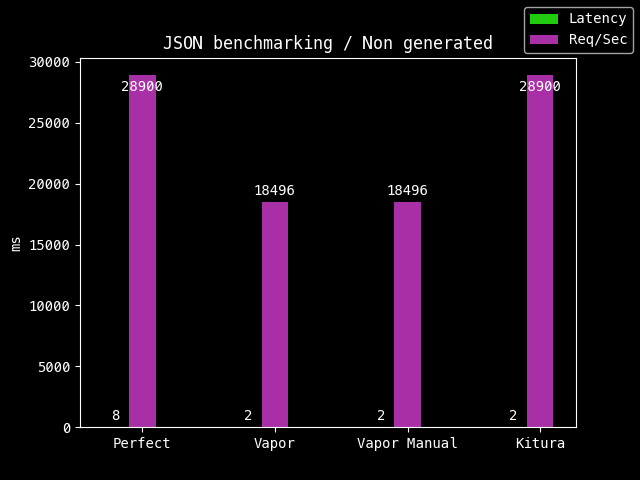 Latency
Req/Sec
JSON benchmarking / Non generated
30000
25000
20000
15000
10000
5000
0
ms
28900
18496
18496
28900
8
2
2
2
Perfect
Vapor
Vapor Manual
Kitura